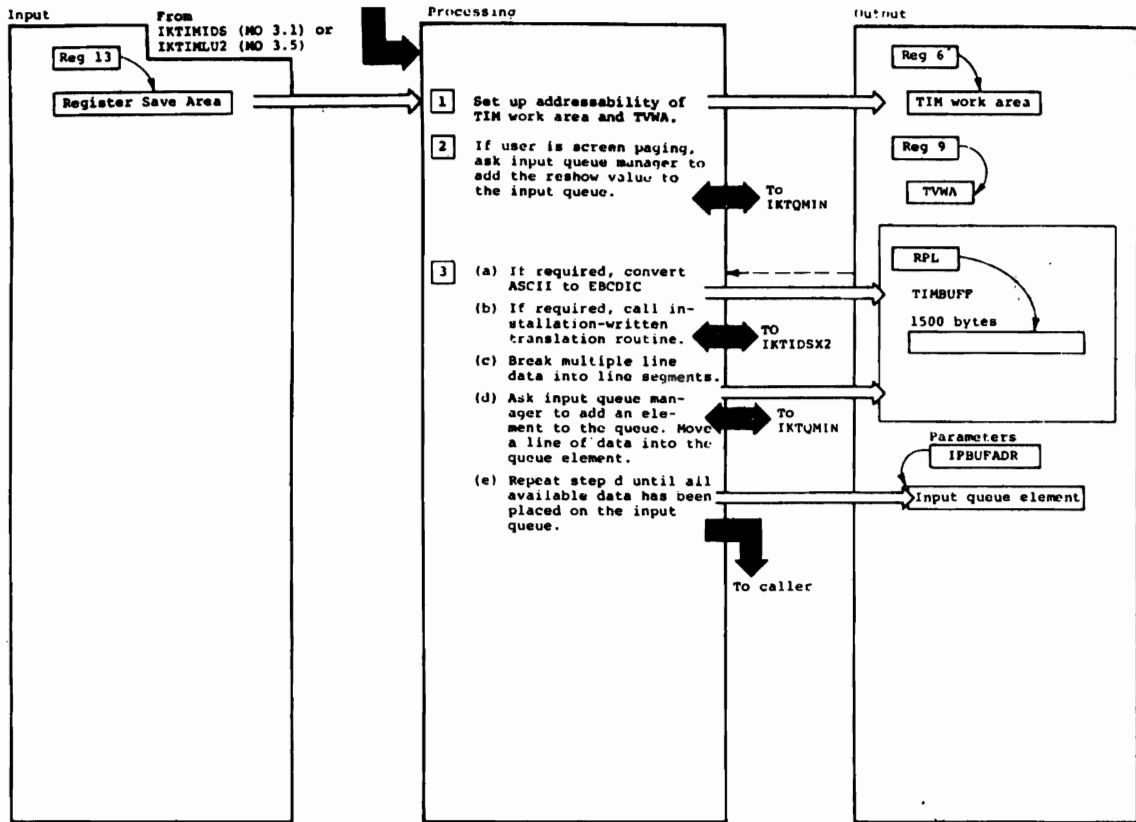 Input
From
IKTIMIDS (MO 3.1) or
IKTIMLU2 (MO 3.5)
Reg 13
Register Save Area
Processing
1 Set up addressability of
TIM work area and TVWA.
2 If user is screen paging,
ask input queue manager to
add the reshow value to
the input queue.
To
IKTQMIN
3 (a) If required, convert
ASCII to EBCDIC
(b) If required, call in-
stallation-written
translation routine.
TO
IKTIDSX2
(c) Break multiple line
data into line segments.
(d) Ask input queue man-
ager to add an ele-
ment to the queue. Move
a line of data into the
queue element.
To
IKTQMIN
(e) Repeat step d until all
available data has been
placed on the input
queue.
To caller
Output
Reg 6
TIM work area
Reg 9
TVWA
RPL
TIMBUFF
1500 bytes
Parameters
IPBUFADR
Input queue element